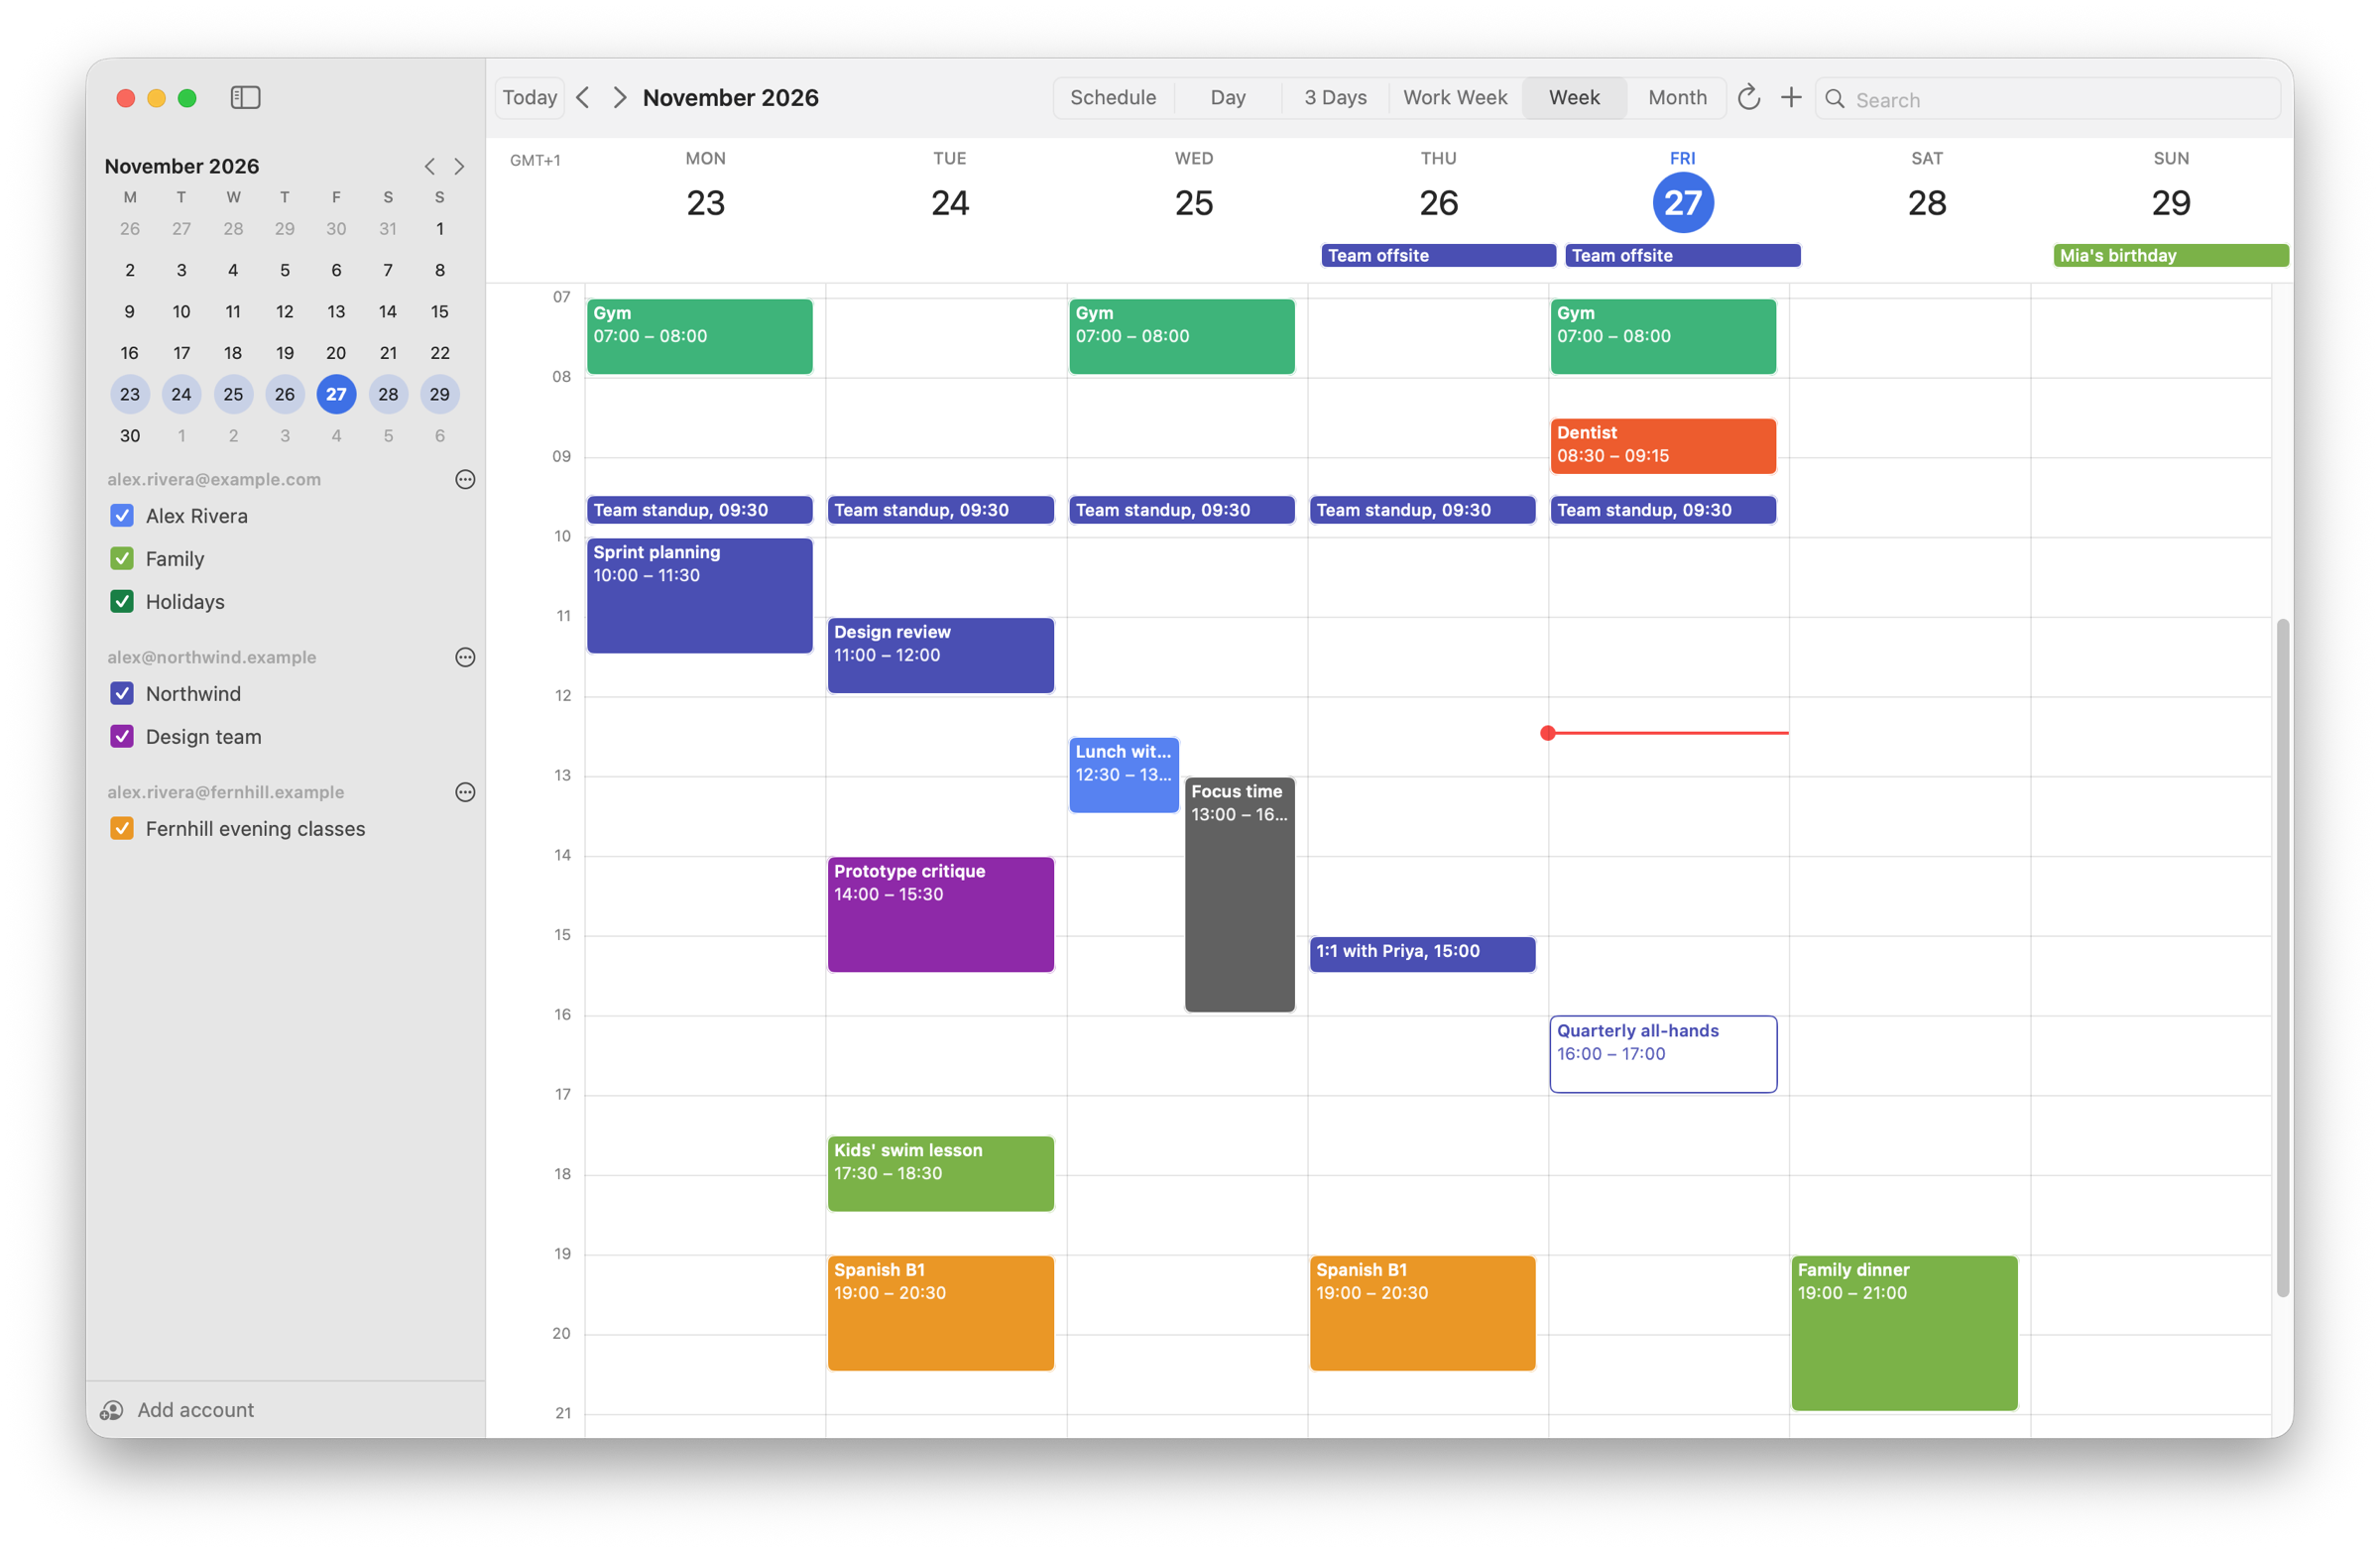 Today
November 2026
Schedule
Day
3 Days
Work Week
Week
Month
Search
November 2026
M T W T F S S
26 27 28 29 30 31 1
2 3 4 5 6 7 8
9 10 11 12 13 14 15
16 17 18 19 20 21 22
23 24 25 26 27 28 29
30 1 2 3 4 5 6
alex.rivera@example.com
Alex Rivera
Family
Holidays
alex@northwind.example
Northwind
Design team
alex.rivera@fernhill.example
Fernhill evening classes
Add account
GMT+1
MON
23
TUE
24
WED
25
THU
26
FRI
27
SAT
28
SUN
29
Team offsite
Team offsite
Mia's birthday
07
08
09
10
11
12
13
14
15
16
17
18
19
20
21
Gym
07:00 – 08:00
Team standup, 09:30
Sprint planning
10:00 – 11:30
Team standup, 09:30
Design review
11:00 – 12:00
Prototype critique
14:00 – 15:30
Kids' swim lesson
17:30 – 18:30
Spanish B1
19:00 – 20:30
Gym
07:00 – 08:00
Team standup, 09:30
Lunch wit...
12:30 – 13...
Focus time
13:00 – 16...
Team standup, 09:30
1:1 with Priya, 15:00
Spanish B1
19:00 – 20:30
Gym
07:00 – 08:00
Dentist
08:30 – 09:15
Team standup, 09:30
Quarterly all-hands
16:00 – 17:00
Family dinner
19:00 – 21:00